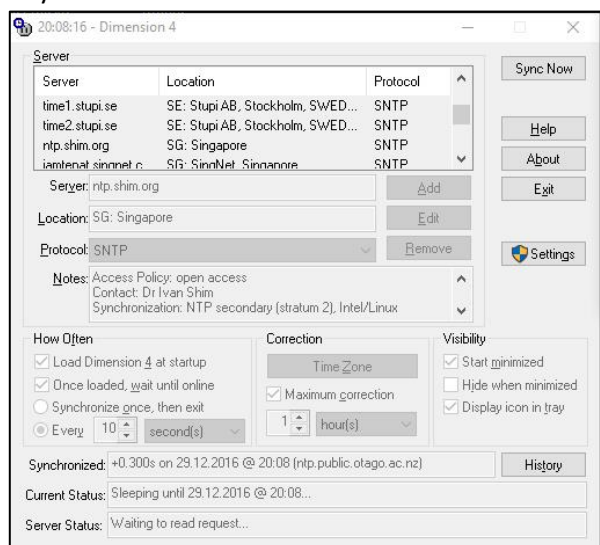 20:08:16 - Dimension 4
Server
Sync Now
Server Location Protocol
time1.stupi.se SE: Stupi AB, Stockholm, SWED... SNTP
time2.stupi.se SE: Stupi AB, Stockholm, SWED... SNTP
Help
ntp.shim.org SG: Singapore SNTP
iamtenat.singnet.c SG: SingNet Singapore SNTP
About
Server: ntp.shim.org Add Exit
Location: SG: Singapore Edit
Protocol: SNTP Remove Settings
Notes: Access Policy: open access
Contact: Dr Ivan Shim
Synchronization: NTP secondary (stratum 2), Intel/Linux
How Often Correction Visibility
Load Dimension 4 at startup Time Zone Start minimized
Once loaded, wait until online Maximum correction Hide when minimized
Synchronize once, then exit Display icon in tray
Every 10 second(s) 1 hour(s)
Synchronized: +0.300s on 29.12.2016 @ 20:08 (ntp.public.otago.ac.nz) History
Current Status: Sleeping until 29.12.2016 @ 20:08...
Server Status: Waiting to read request...